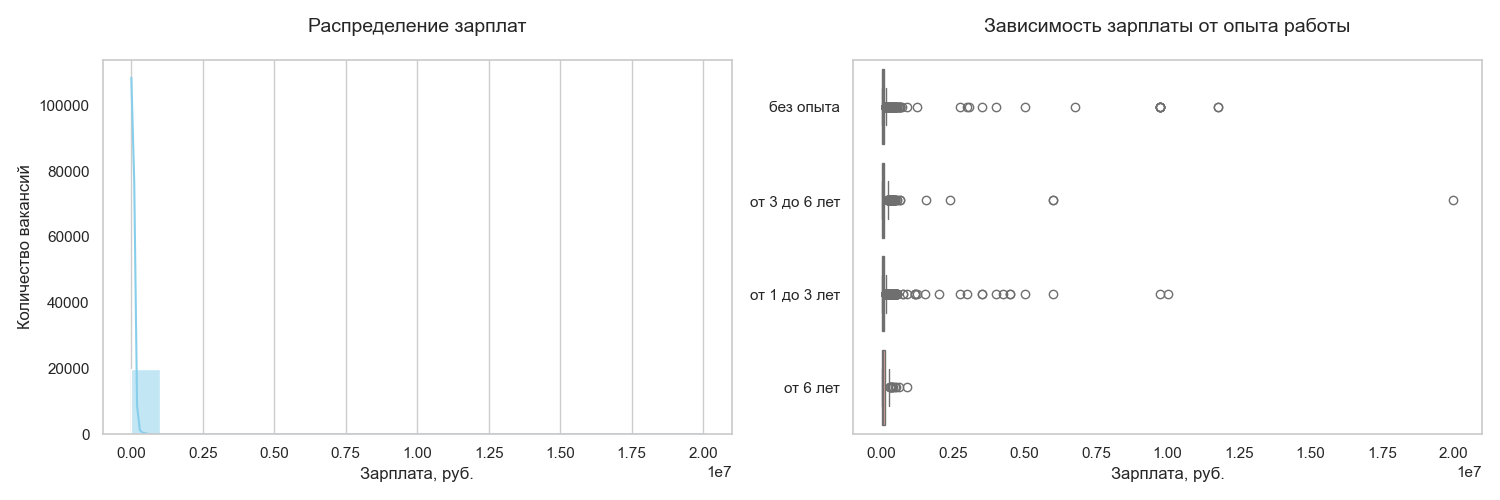 Распределение зарплат
Количество вакансий
100000
80000
60000
40000
20000
0
0.00 0.25 0.50 0.75 1.00 1.25 1.50 1.75 2.00
1e7
Зарплата, руб.
Зависимость зарплаты от опыта работы
без опыта
от 3 до 6 лет
от 1 до 3 лет
от 6 лет
0.00 0.25 0.50 0.75 1.00 1.25 1.50 1.75 2.00
1e7
Зарплата, руб.